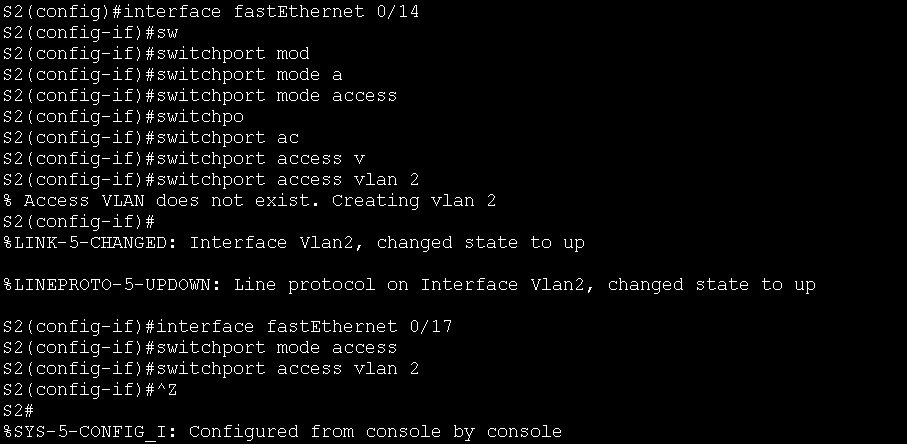 S2(config)#interface fastEthernet 0/14
S2(config-if)#sw
S2(config-if)#switchport mod
S2(config-if)#switchport mode a
S2(config-if)#switchport mode access
S2(config-if)#switchpo
S2(config-if)#switchport ac
S2(config-if)#switchport access v
S2(config-if)#switchport access vlan 2
% Access VLAN does not exist. Creating vlan 2
S2(config-if)#
%LINK-5-CHANGED: Interface Vlan2, changed state to up
%LINEPROTO-5-UPDOWN: Line protocol on Interface Vlan2, changed state to up
S2(config-if)#interface fastEthernet 0/17
S2(config-if)#switchport mode access
S2(config-if)#switchport access vlan 2
S2(config-if)#^Z
S2#
%SYS-5-CONFIG_I: Configured from console by console